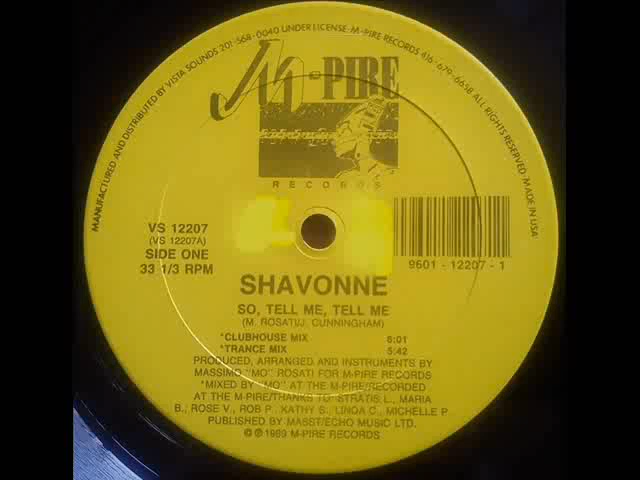 MANUFACTURED AND DISTRIBUTED BY VISTA SOUNDS 201-568-0040 UNDER LICENSE M-PIRE RECORDS 416-679-6658 ALL RIGHTS RESERVED·MADE IN USA
M-PIRE
RECORDS
VS 12207
(VS 12207A)
SIDE ONE
33 1/3 RPM
9601-12207-1
SHAVONNE
SO, TELL ME, TELL ME
(M. ROSATI/J. CUNNINGHAM)
*CLUBHOUSE MIX 6:01
*TRANCE MIX 5:42
PRODUCED, ARRANGED AND INSTRUMENTS BY
MASSIMO "MO" ROSATI FOR M-PIRE RECORDS
*MIXED BY "MO" AT THE M-PIRE/RECORDED
AT THE M-PIRE/THANKS TO: STRATIS L., MARIA
B., ROSE V., ROB P., KATHY S., LINDA C., MICHELLE P.
PUBLISHED BY MASST/ECHO MUSIC LTD.
© ℗ 1989 M-PIRE RECORDS